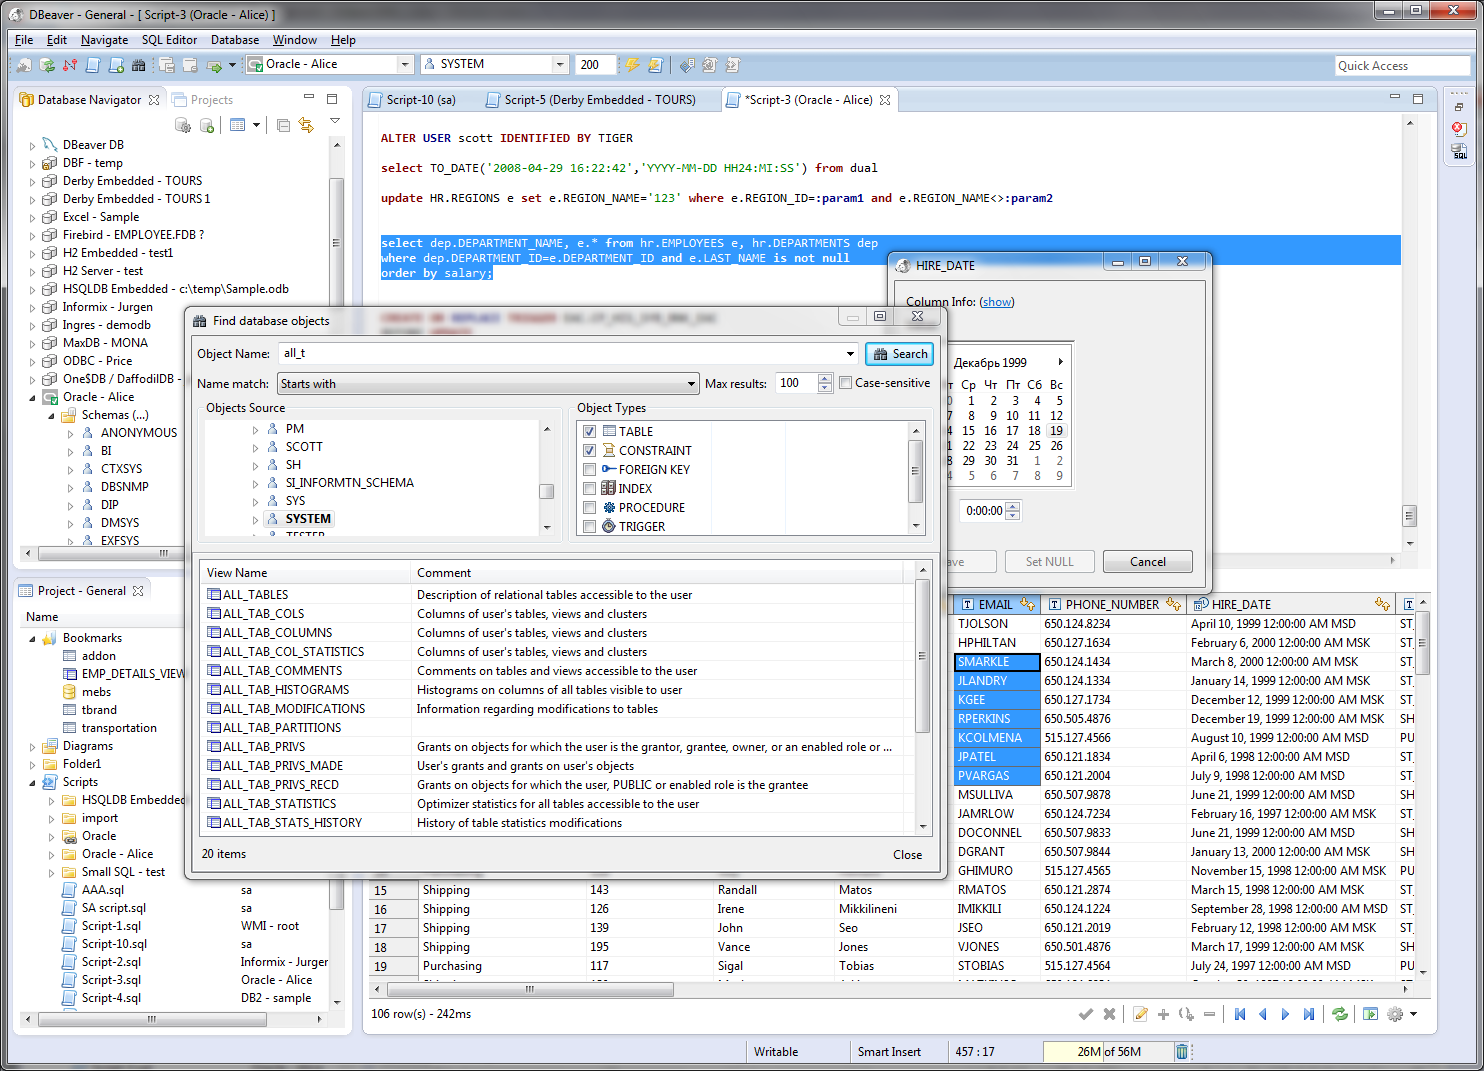 DBeaver - General - [ Script-3 (Oracle - Alice) ]
File Edit Navigate SQL Editor Database Window Help
Oracle - Alice SYSTEM 200 Quick Access
Database Navigator Projects
DBeaver DB
DBF - temp
Derby Embedded - TOURS
Derby Embedded - TOURS 1
Excel - Sample
Firebird - EMPLOYEE.FDB ?
H2 Embedded - test1
H2 Server - test
HSQLDB Embedded - c:\temp\Sample.odb
Informix - Jurgen
Ingres - demodb
MaxDB - MONA
ODBC - Price
One$DB / DaffodilDB -
Oracle - Alice
Schemas (...)
ANONYMOUS
BI
CTXSYS
DBSNMP
DIP
DMSYS
EXFSYS
Project - General
Name
Bookmarks
addon
EMP_DETAILS_VIEW
mebs
tbrand
transportation
Diagrams
Folder1
Scripts
HSQLDB Embedded
import
Oracle
Oracle - Alice
Small SQL - test
AAA.sql sa
SA script.sql sa
Script-1.sql WMI - root
Script-10.sql sa
Script-2.sql Informix - Jurger
Script-3.sql Oracle - Alice
Script-4.sql DB2 - sample
Script-10 (sa) Script-5 (Derby Embedded - TOURS) *Script-3 (Oracle - Alice)
ALTER USER scott IDENTIFIED BY TIGER
select TO_DATE('2008-04-29 16:22:42','YYYY-MM-DD HH24:MI:SS') from dual
update HR.REGIONS e set e.REGION_NAME='123' where e.REGION_ID=:param1 and e.REGION_NAME<>:param2
select dep.DEPARTMENT_NAME, e.* from hr.EMPLOYEES e, hr.DEPARTMENTS dep
where dep.DEPARTMENT_ID=e.DEPARTMENT_ID and e.LAST_NAME is not null
order by salary;
Find database objects
Object Name: all_t Search
Name match: Starts with Max results: 100 Case-sensitive
Objects Source
PM
SCOTT
SH
SI_INFORMTN_SCHEMA
SYS
SYSTEM
Object Types
TABLE
CONSTRAINT
FOREIGN KEY
INDEX
PROCEDURE
TRIGGER
View Name Comment
ALL_TABLES Description of relational tables accessible to the user
ALL_TAB_COLS Columns of user's tables, views and clusters
ALL_TAB_COLUMNS Columns of user's tables, views and clusters
ALL_TAB_COL_STATISTICS Columns of user's tables, views and clusters
ALL_TAB_COMMENTS Comments on tables and views accessible to the user
ALL_TAB_HISTOGRAMS Histograms on columns of all tables visible to user
ALL_TAB_MODIFICATIONS Information regarding modifications to tables
ALL_TAB_PARTITIONS
ALL_TAB_PRIVS Grants on objects for which the user is the grantor, grantee, owner, or an enabled role or ...
ALL_TAB_PRIVS_MADE User's grants and grants on user's objects
ALL_TAB_PRIVS_RECD Grants on objects for which the user, PUBLIC or enabled role is the grantee
ALL_TAB_STATISTICS Optimizer statistics for all tables accessible to the user
ALL_TAB_STATS_HISTORY History of table statistics modifications
20 items Close
HIRE_DATE
Column Info: (show)
Декабрь 1999
Ср Чт Пт Сб Вс
1 2 3 4 5
8 9 10 11 12
15 16 17 18 19
22 23 24 25 26
29 30 31 1 2
5 6 7 8 9
0:00:00
Set NULL Cancel
EMAIL PHONE_NUMBER HIRE_DATE
TJOLSON 650.124.8234 April 10, 1999 12:00:00 AM MSD ST_
HPHILTAN 650.127.1634 February 6, 2000 12:00:00 AM MSK SH
SMARKLE 650.124.1434 March 8, 2000 12:00:00 AM MSK ST_
JLANDRY 650.124.1334 January 14, 1999 12:00:00 AM MSK ST_
KGEE 650.127.1734 December 12, 1999 12:00:00 AM MSK ST_
RPERKINS 650.505.4876 December 19, 1999 12:00:00 AM MSK SH
KCOLMENA 515.127.4566 August 10, 1999 12:00:00 AM MSD PU
JPATEL 650.121.1834 April 6, 1998 12:00:00 AM MSD ST_
PVARGAS 650.121.2004 July 9, 1998 12:00:00 AM MSD ST_
MSULLIVA 650.507.9878 June 21, 1999 12:00:00 AM MSD SH
JAMRLOW 650.124.7234 February 16, 1997 12:00:00 AM MSK ST_
DOCONNEL 650.507.9833 June 21, 1999 12:00:00 AM MSD SH
DGRANT 650.507.9844 January 13, 2000 12:00:00 AM MSK SH
GHIMURO 515.127.4565 November 15, 1998 12:00:00 AM MSK PU
15 Shipping 143 Randall Matos RMATOS 650.121.2874 March 15, 1998 12:00:00 AM MSK ST_
16 Shipping 126 Irene Mikkilineni IMIKKILI 650.124.1224 September 28, 1998 12:00:00 AM MSD ST_
17 Shipping 139 John Seo JSEO 650.121.2019 February 12, 1998 12:00:00 AM MSK ST_
18 Shipping 195 Vance Jones VJONES 650.501.4876 March 17, 1999 12:00:00 AM MSK SH
19 Purchasing 117 Sigal Tobias STOBIAS 515.127.4564 July 24, 1997 12:00:00 AM MSD PU
106 row(s) - 242ms
Writable Smart Insert 457 : 17 26M of 56M